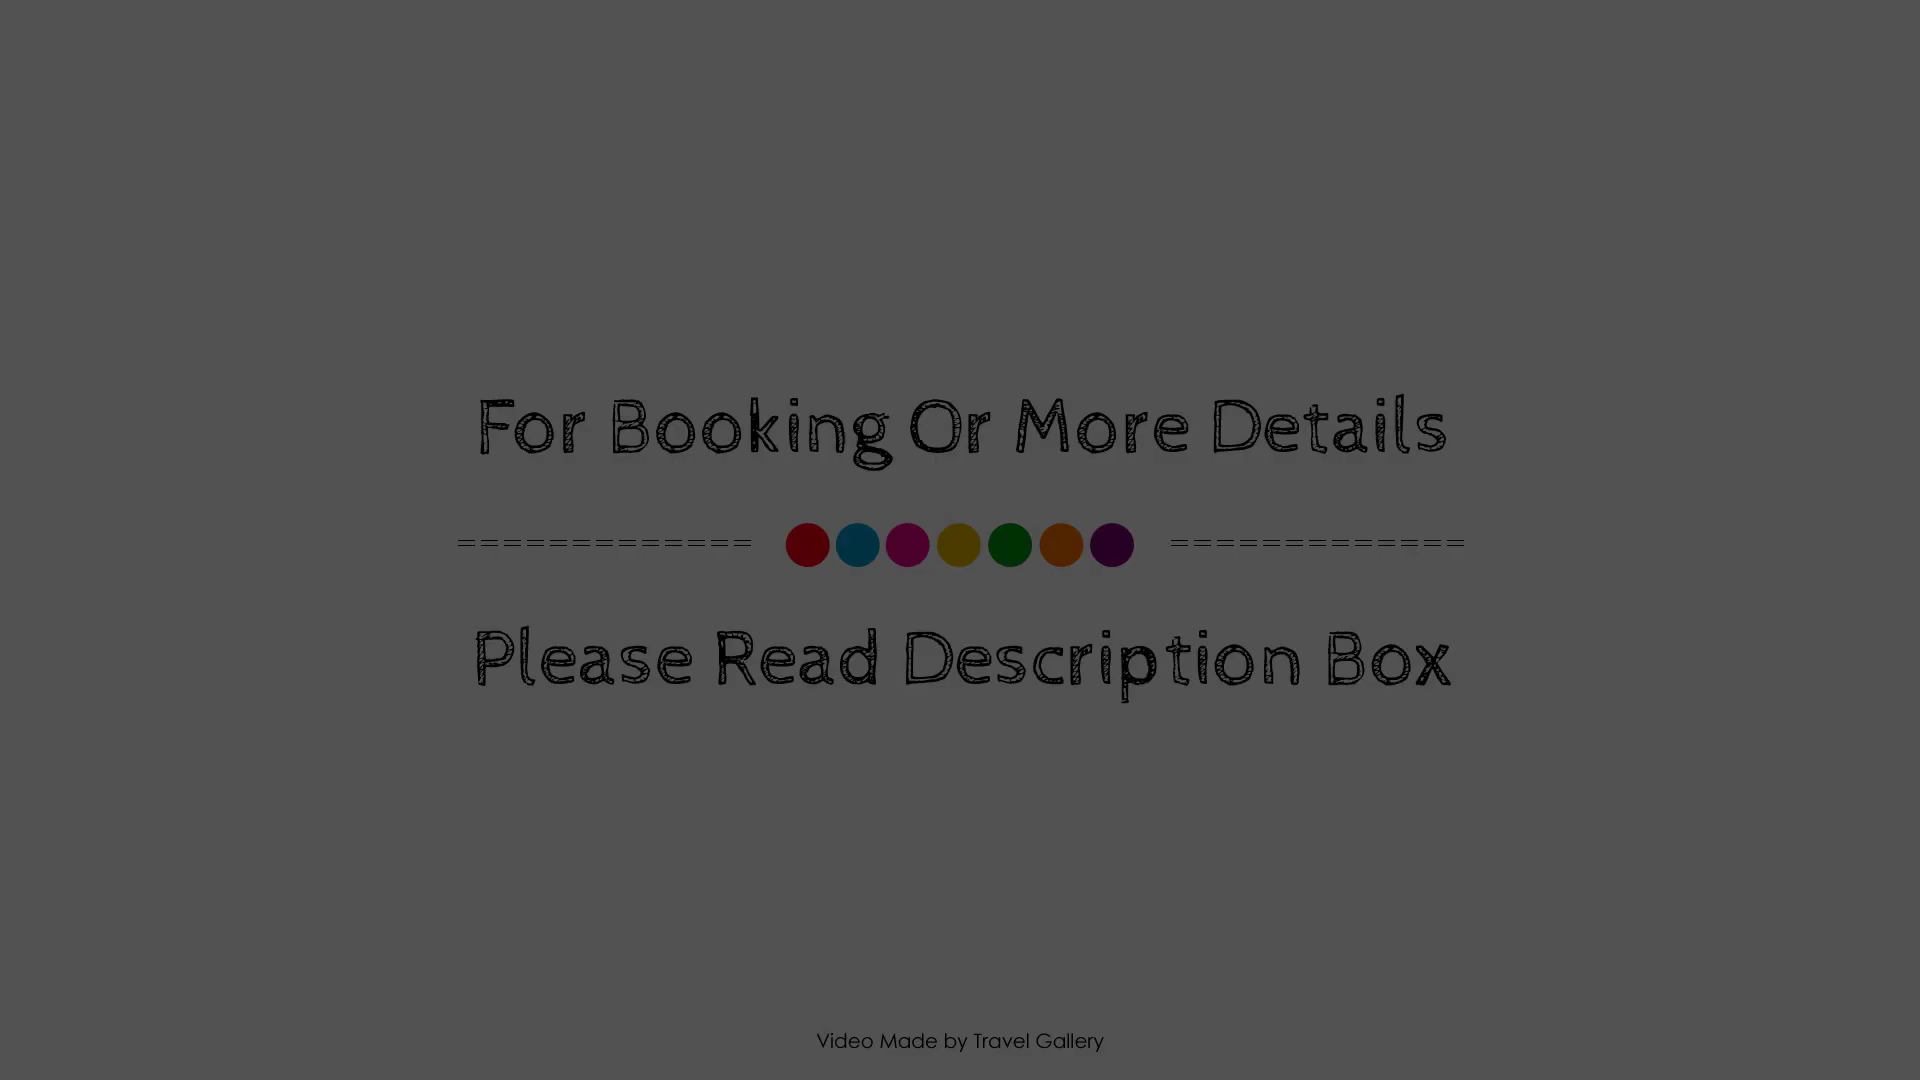 For Booking Or More Details
============= =============
Please Read Description Box
Video Made by Travel Gallery